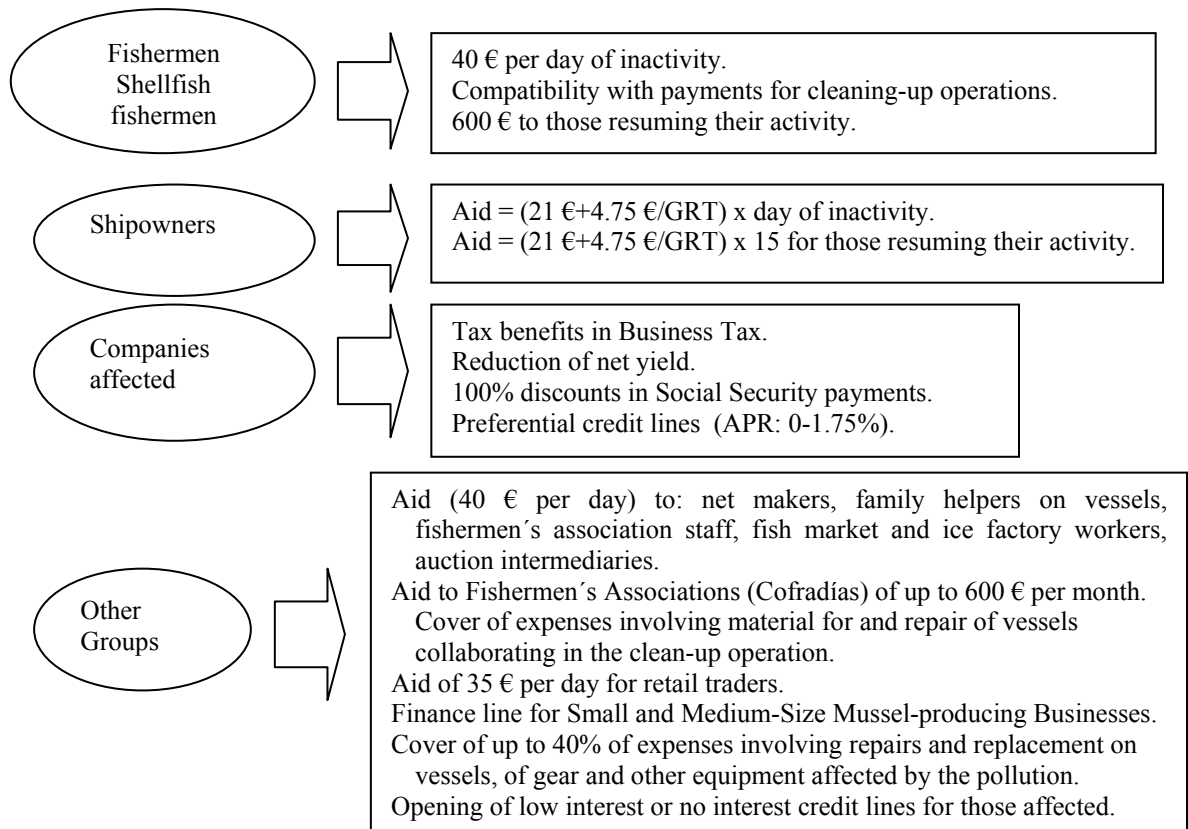 Fishermen
Shellfish
fishermen
40 € per day of inactivity.
Compatibility with payments for cleaning-up operations.
600 € to those resuming their activity.
Shipowners
Aid = (21 €+4.75 €/GRT) x day of inactivity.
Aid = (21 €+4.75 €/GRT) x 15 for those resuming their activity.
Companies
affected
Tax benefits in Business Tax.
Reduction of net yield.
100% discounts in Social Security payments.
Preferential credit lines (APR: 0-1.75%).
Other
Groups
Aid (40 € per day) to: net makers, family helpers on vessels,
fishermen´s association staff, fish market and ice factory workers,
auction intermediaries.
Aid to Fishermen´s Associations (Cofradías) of up to 600 € per month.
Cover of expenses involving material for and repair of vessels
collaborating in the clean-up operation.
Aid of 35 € per day for retail traders.
Finance line for Small and Medium-Size Mussel-producing Businesses.
Cover of up to 40% of expenses involving repairs and replacement on
vessels, of gear and other equipment affected by the pollution.
Opening of low interest or no interest credit lines for those affected.